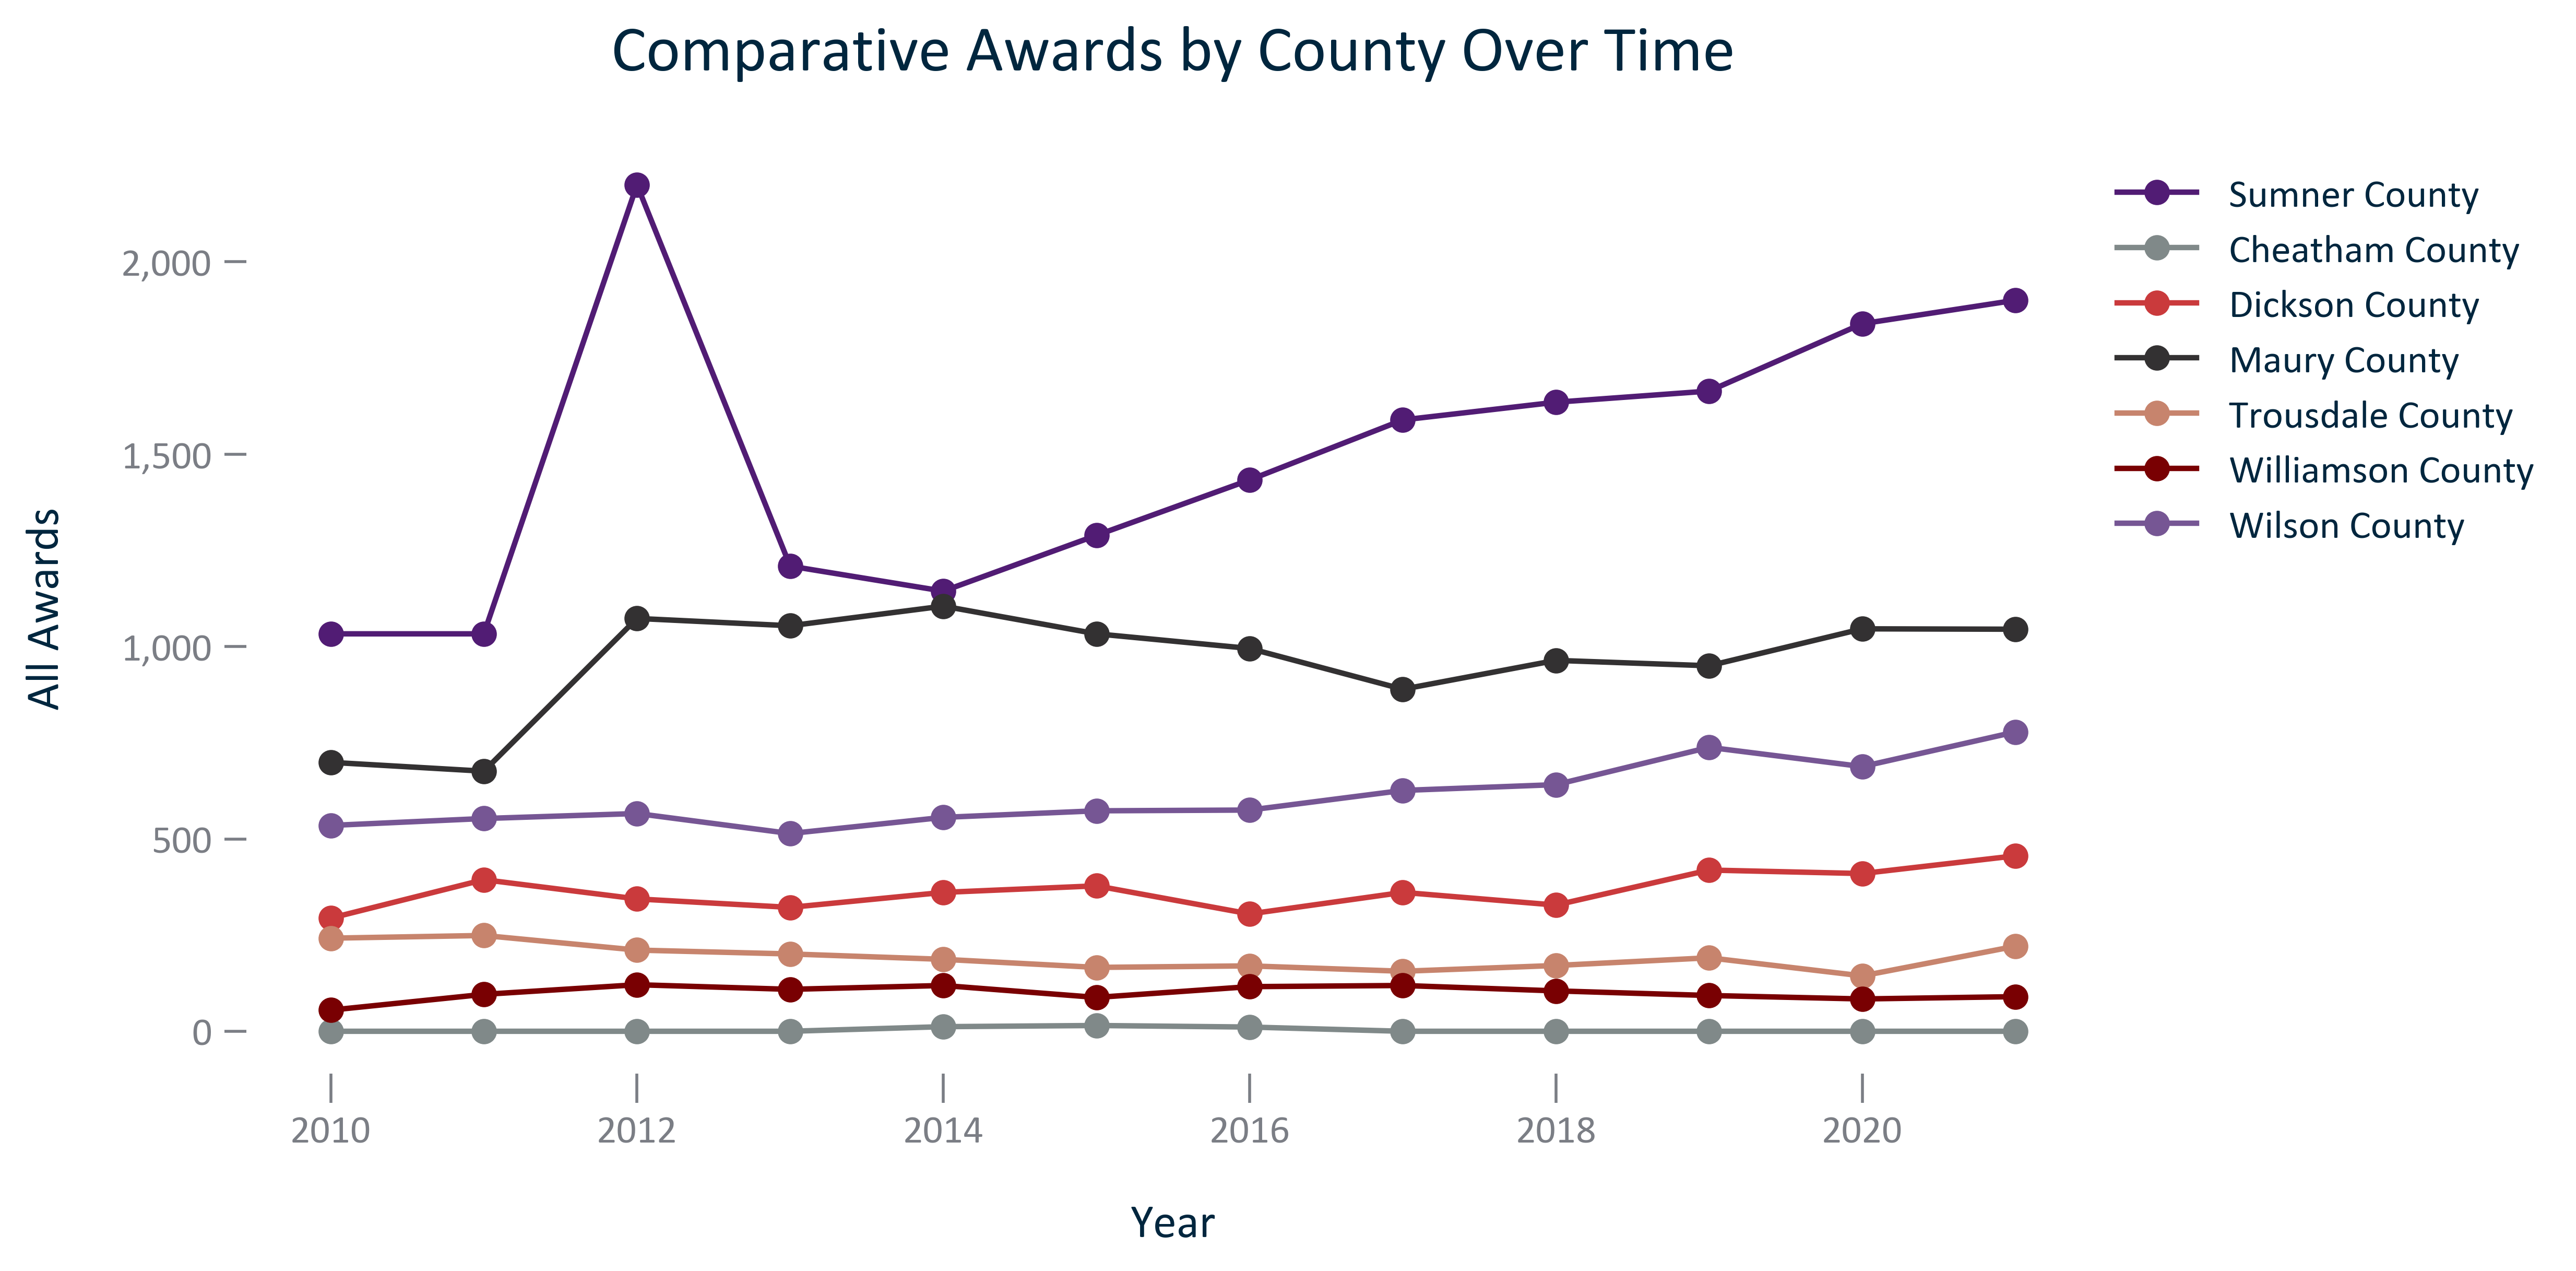 Comparative Awards by County Over Time
Sumner County
Cheatham County
Dickson County
Maury County
Trousdale County
Williamson County
Wilson County
All Awards
2,000
1,500
1,000
500
0
2010 2012 2014 2016 2018 2020
Year